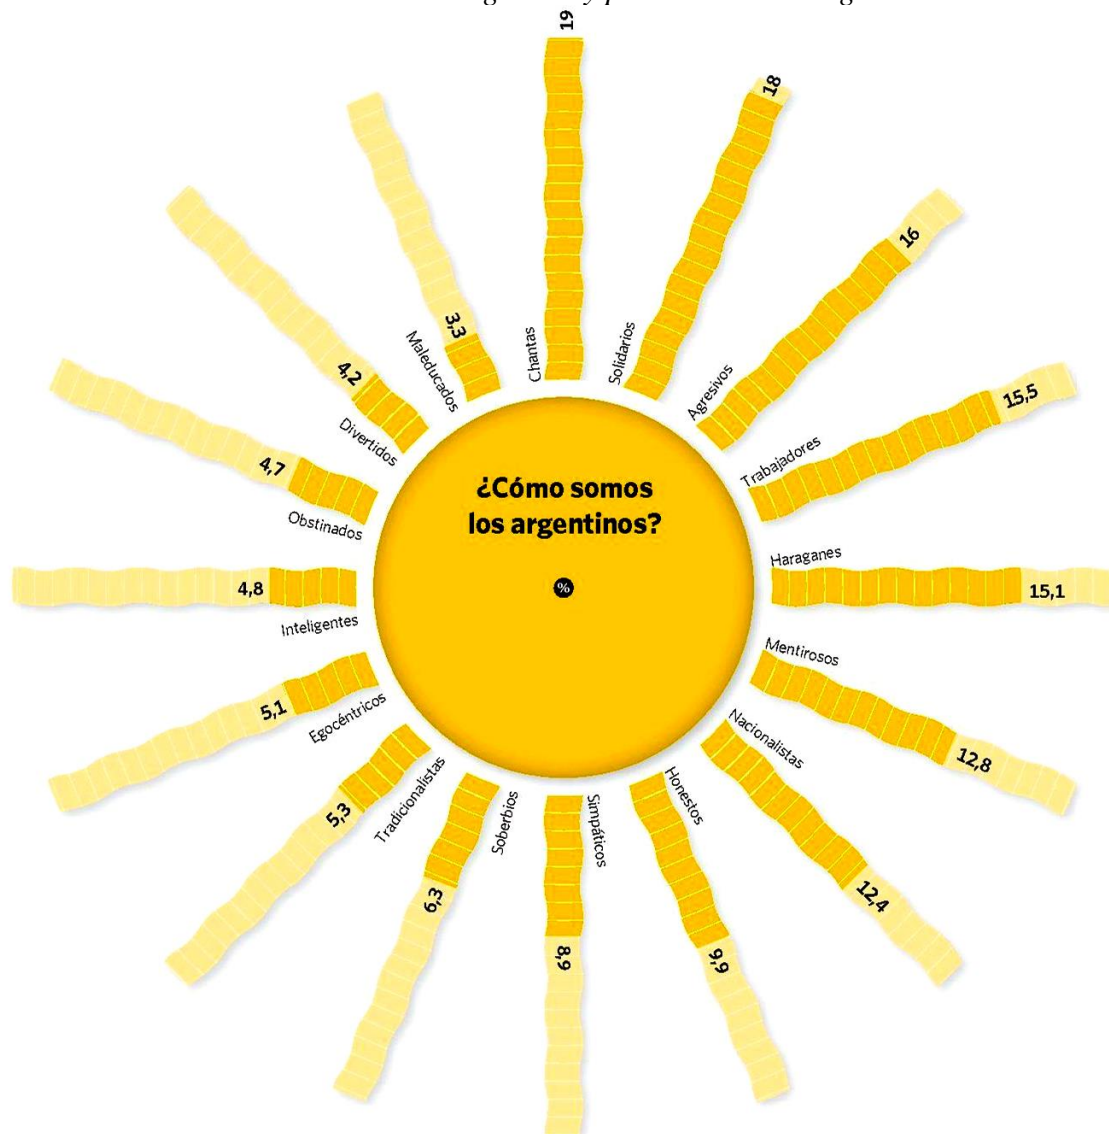 19
18
16
15,5
15,1
12,8
12,4
9,9
8,9
6,3
5,3
5,1
4,8
4,7
4,2
3,3
Chantas
Solidarios
Agresivos
Trabajadores
Haraganes
Mentirosos
Nacionalistas
Honestos
Simpáticos
Soberbios
Tradicionalistas
Egocéntricos
Inteligentes
Obstinados
Divertidos
Maleducados
¿Cómo somos
los argentinos?
%